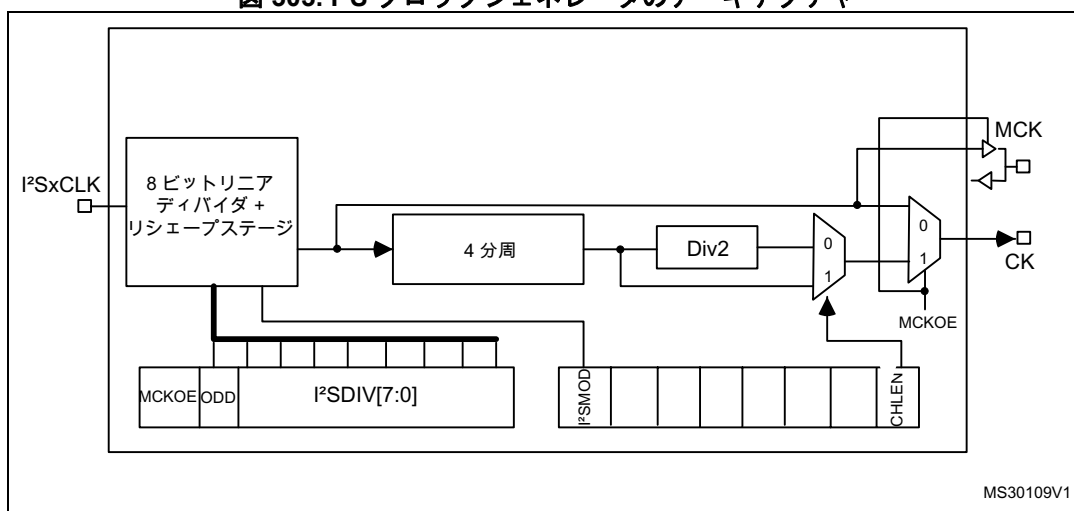 I²SxCLK
8 ビットリニア
ディバイダ +
リシェープステージ
4 分周
Div2
0
1
0
1
MCK
CK
MCKOE
MCKOE
ODD
I²SDIV[7:0]
I²SMOD
CHLEN
MS30109V1